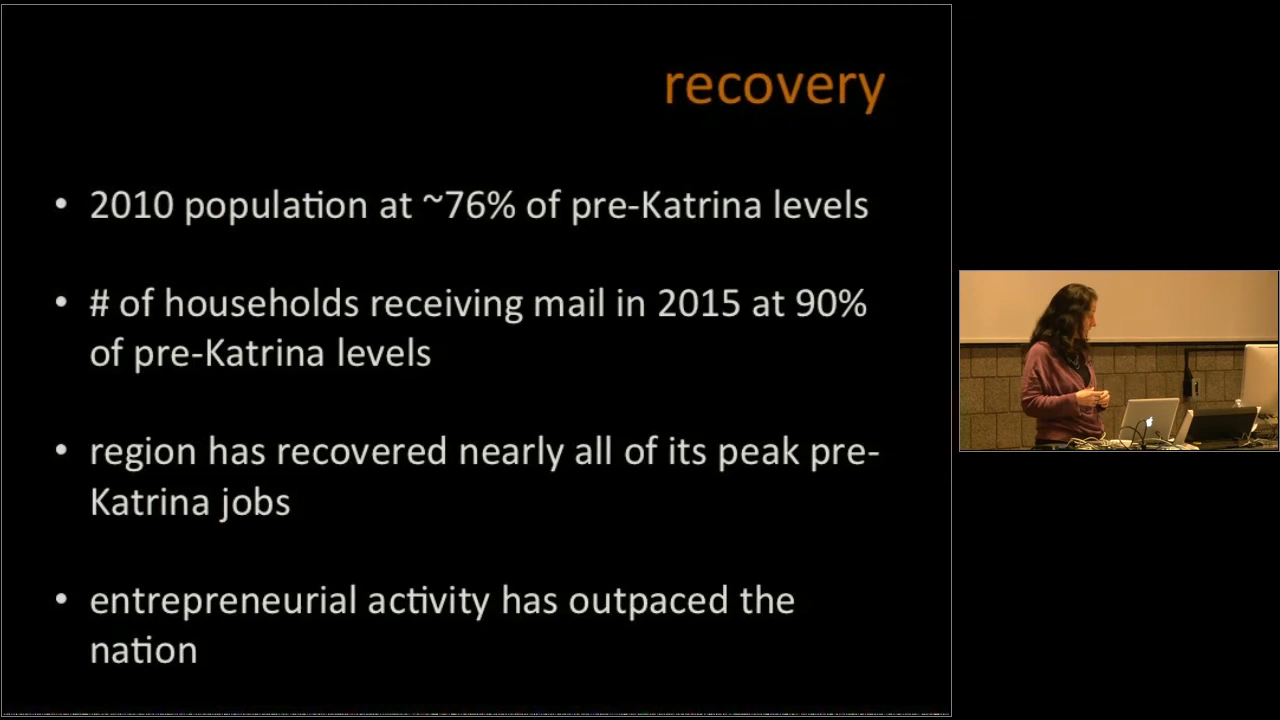 recovery
• 2010 population at ~76% of pre-Katrina levels
• # of households receiving mail in 2015 at 90%
of pre-Katrina levels
• region has recovered nearly all of its peak pre-
Katrina jobs
• entrepreneurial activity has outpaced the
nation